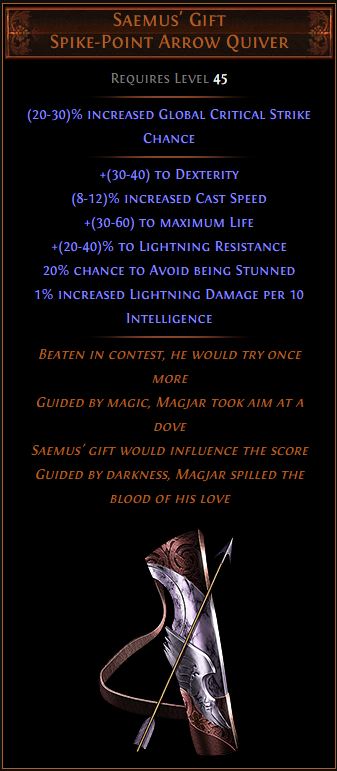 Saemus' Gift
Spike-Point Arrow Quiver
Requires Level 45
(20-30)% increased Global Critical Strike
Chance
+(30-40) to Dexterity
(8-12)% increased Cast Speed
+(30-60) to maximum Life
+(20-40)% to Lightning Resistance
20% chance to Avoid being Stunned
1% increased Lightning Damage per 10
Intelligence
Beaten in contest, he would try once
more
Guided by magic, Magjar took aim at a
dove
Saemus' gift would influence the score
Guided by darkness, Magjar spilled the
blood of his love